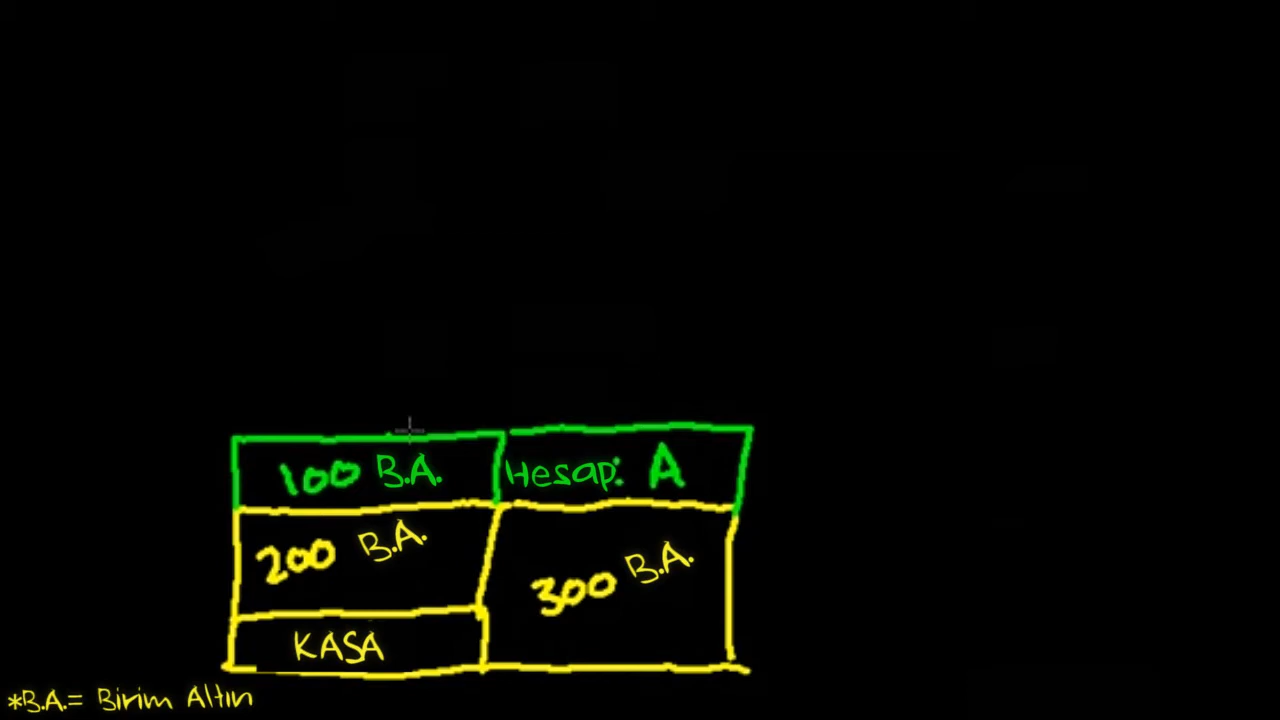 100 B.A.
Hesap: A
200 B.A.
300 B.A.
KASA
*B.A.= Birim Altın